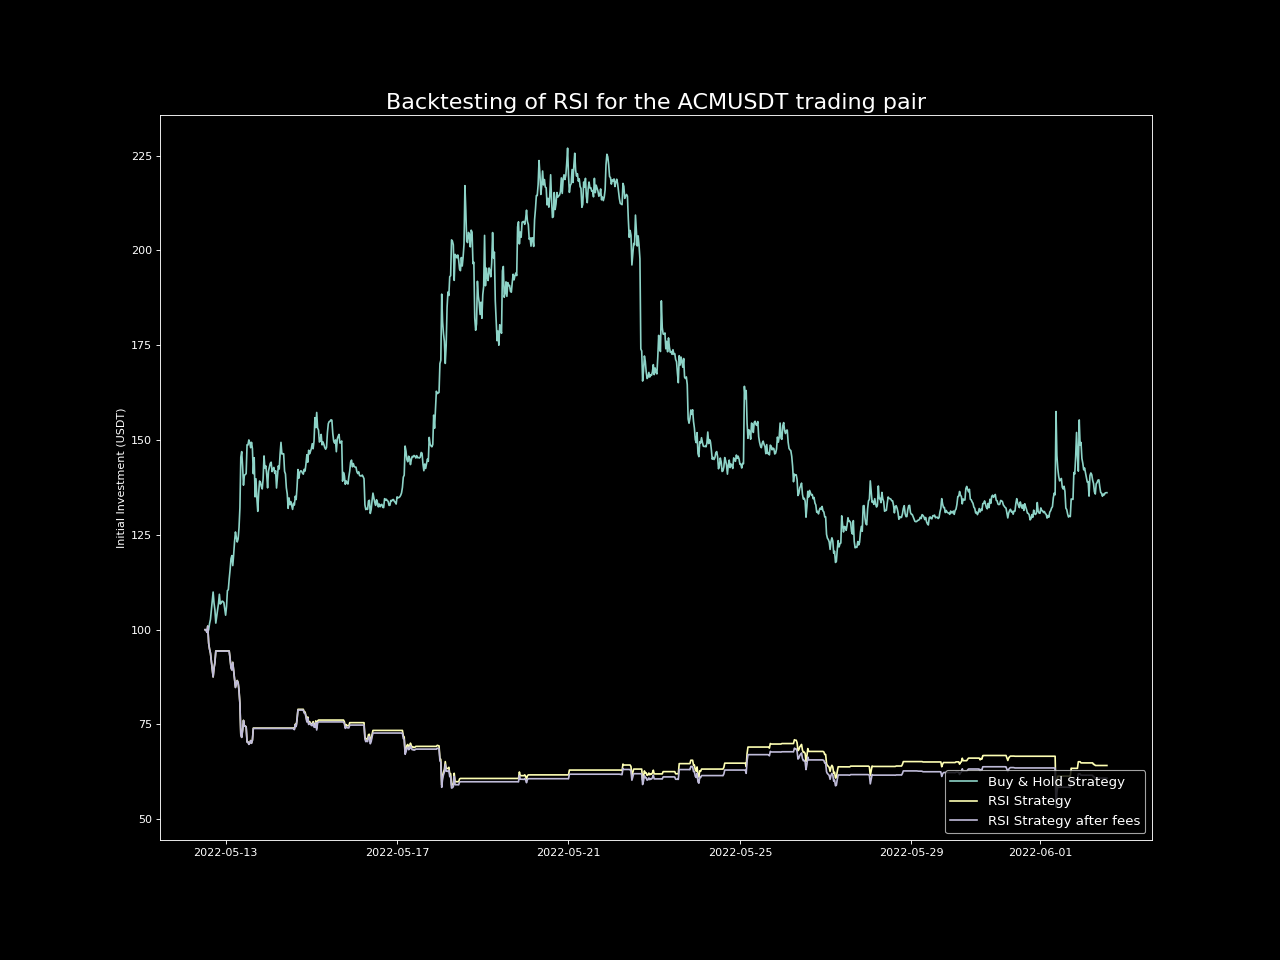 Backtesting of RSI for the ACMUSDT trading pair
Initial Investment (USDT)
225
200
175
150
125
100
75
50
2022-05-13
2022-05-17
2022-05-21
2022-05-25
2022-05-29
2022-06-01
Buy & Hold Strategy
RSI Strategy
RSI Strategy after fees